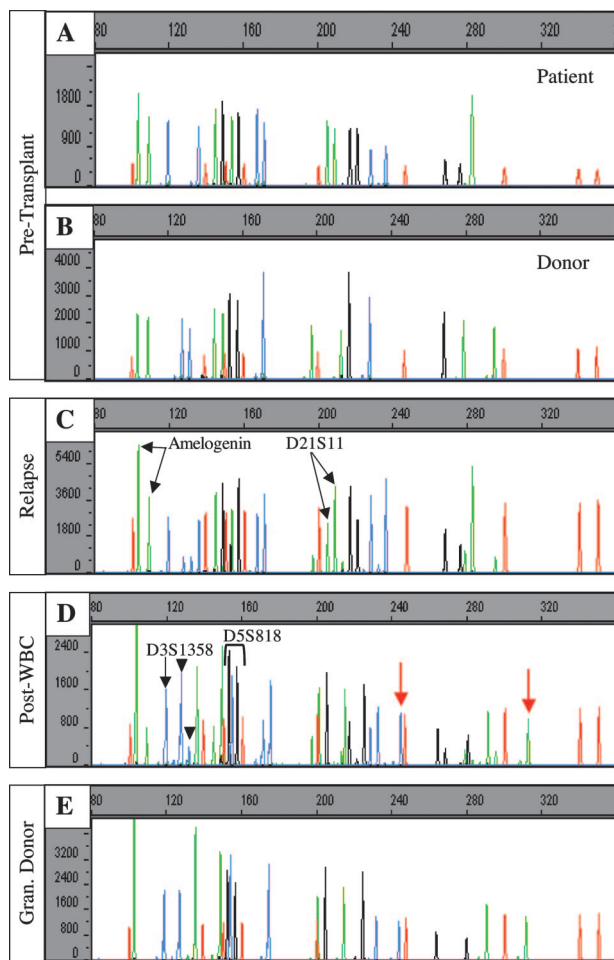 Pre-Transplant
A
80 120 160 200 240 280 320
1800
900
0
Patient
B
80 120 160 200 240 280 320
4000
3000
2000
1000
0
Donor
Relapse
C
80 120 160 200 240 280 320
5400
3600
1800
0
Amelogenin
D21S11
Post-WBC
D
80 120 160 200 240 280 320
2400
1600
800
0
D3S1358
D5S818
Gran. Donor
E
80 120 160 200 240 280 320
3200
2400
1600
800
0